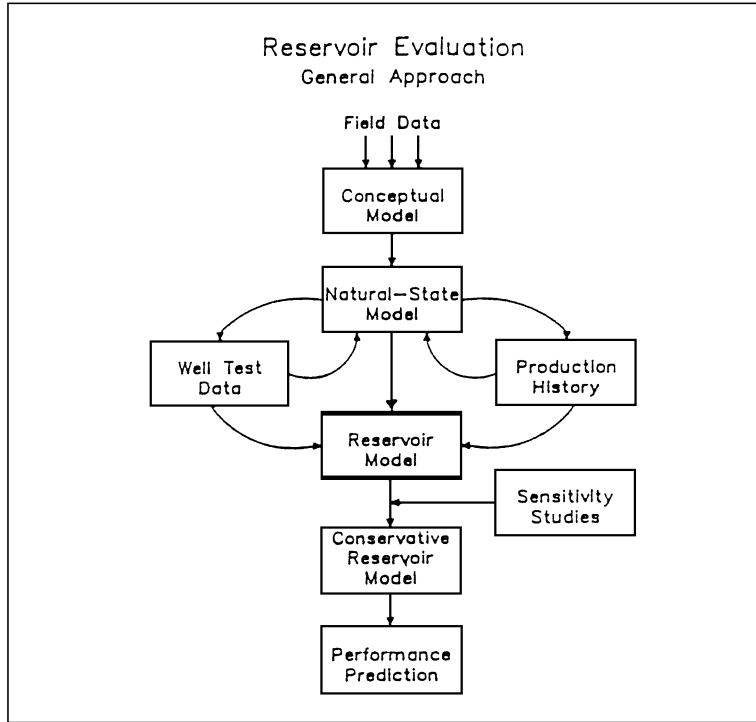 Reservoir Evaluation
General Approach
Field Data
Conceptual
Model
Natural-State
Model
Well Test
Data
Production
History
Reservoir
Model
Sensitivity
Studies
Conservative
Reservoir
Model
Performance
Prediction